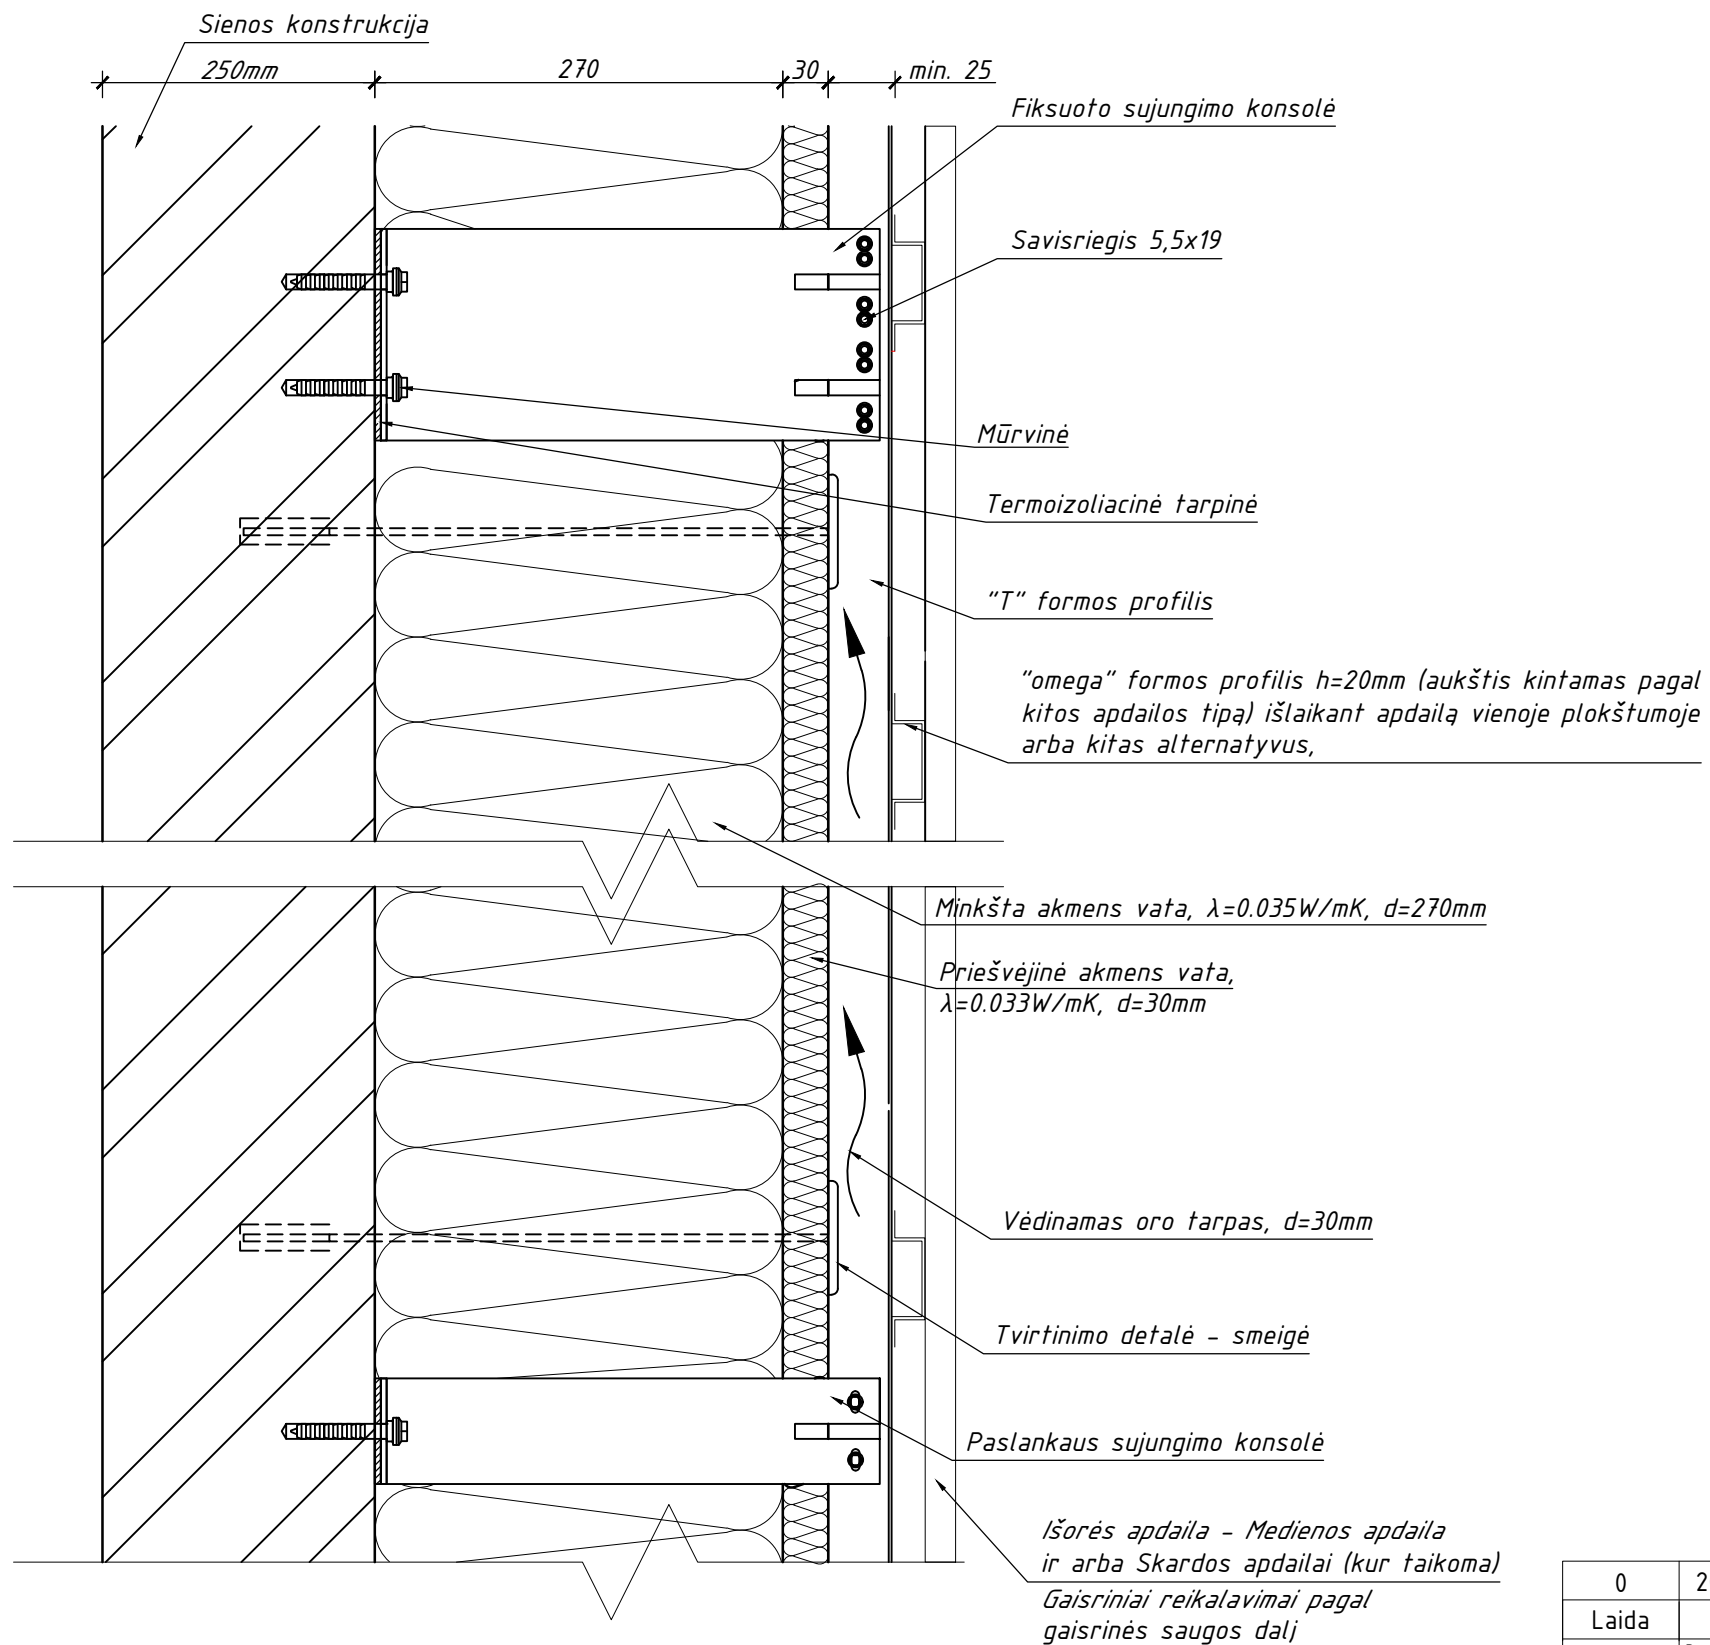 Sienos konstrukcija
250mm
270
30
min. 25
Fiksuoto sujungimo konsolė
Savisriegis 5,5x19
Mūrvinė
Termoizoliacinė tarpinė
"T" formos profilis
"omega" formos profilis h=20mm (aukštis kintamas pagal
kitos apdailos tipą) išlaikant apdailą vienoje plokštumoje
arba kitas alternatyvus,
Minkšta akmens vata, λ=0.035W/mK, d=270mm
Priešvėjinė akmens vata,
λ=0.033W/mK, d=30mm
Vėdinamas oro tarpas, d=30mm
Tvirtinimo detalė - smeigė
Paslankaus sujungimo konsolė
Išorės apdaila - Medienos apdaila
ir arba Skardos apdailai (kur taikoma)
Gaisriniai reikalavimai pagal
gaisrinės saugos dalį
0
2
Laida